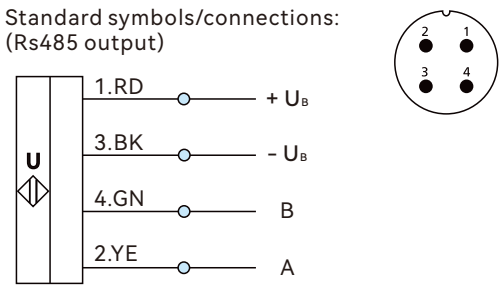 Standard symbols/connections:
(Rs485 output)
2 1
3 4
U
1.RD + UB
3.BK - UB
4.GN B
2.YE A